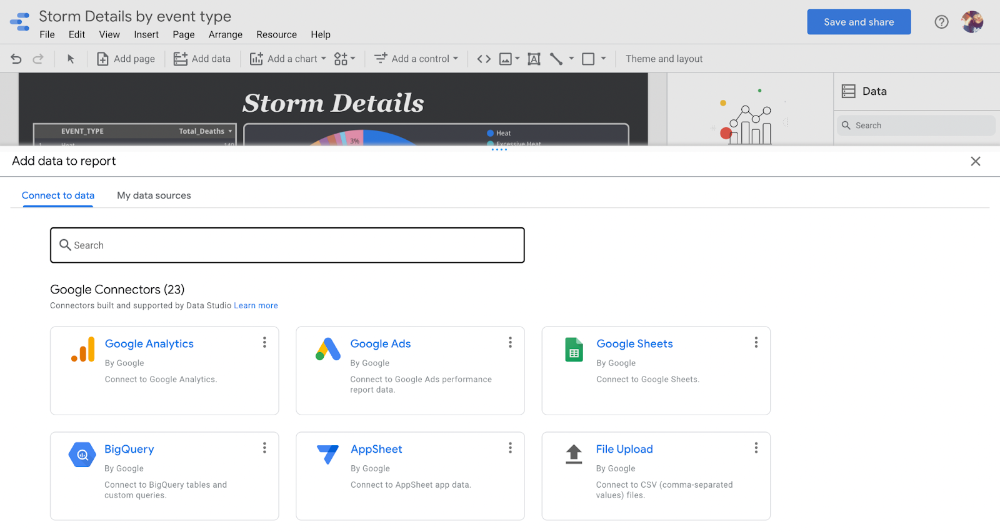 Storm Details by event type
Save and share
File Edit View Insert Page Arrange Resource Help
Add page Add data Add a chart Add a control Theme and layout
Storm Details
Data
Search
EVENT_TYPE Total_Deaths
3%
Heat
Excessive Heat
1 Heat 140
Add data to report
Connect to data My data sources
Search
Google Connectors (23)
Connectors built and supported by Data Studio Learn more
Google Analytics
By Google
Connect to Google Analytics.
Google Ads
By Google
Connect to Google Ads performance
report data.
Google Sheets
By Google
Connect to Google Sheets.
BigQuery
By Google
Connect to BigQuery tables and
custom queries.
AppSheet
By Google
Connect to AppSheet app data.
File Upload
By Google
Connect to CSV (comma-separated
values) files.